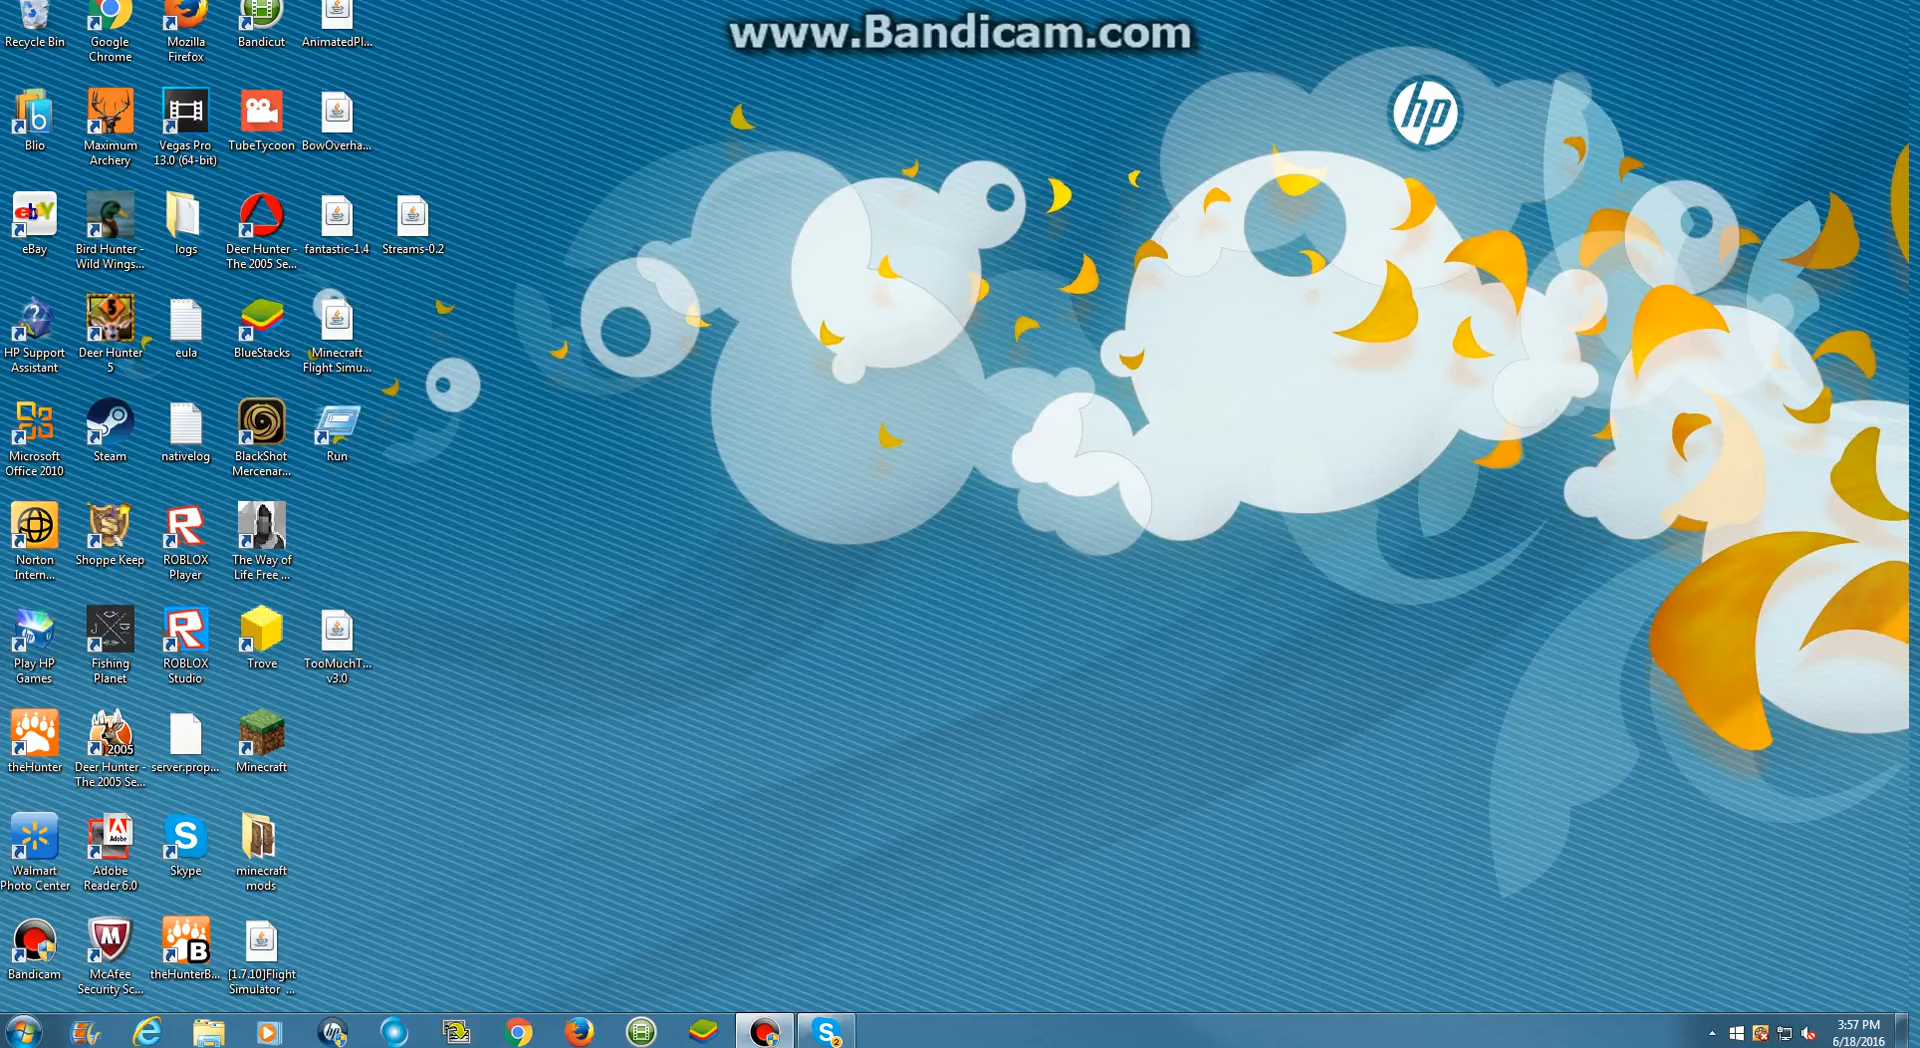 www.Bandicam.com
Recycle Bin
Google
Chrome
Mozilla
Firefox
Bandicut
AnimatedPl...
hp
Blio
Maximum
Archery
Vegas Pro
13.0 (64-bit)
TubeTycoon
BowOverha...
eBay
Bird Hunter -
Wild Wings...
logs
Deer Hunter -
The 2005 Se...
fantastic-1.4
Streams-0.2
HP Support
Assistant
Deer Hunter
5
eula
BlueStacks
Minecraft
Flight Simu...
Microsoft
Office 2010
Steam
nativelog
BlackShot
Mercenar...
Run
Norton
Intern...
Shoppe Keep
ROBLOX
Player
The Way of
Life Free ...
Play HP
Games
Fishing
Planet
ROBLOX
Studio
Trove
TooMuchT...
v3.0
theHunter
2005
Deer Hunter -
The 2005 Se...
server.prop...
Minecraft
Walmart
Photo Center
Adobe
Adobe
Reader 6.0
Skype
minecraft
mods
Bandicam
McAfee
Security Sc...
theHunterB...
[1.7.10]Flight
Simulator ...
3:57 PM
6/18/2016